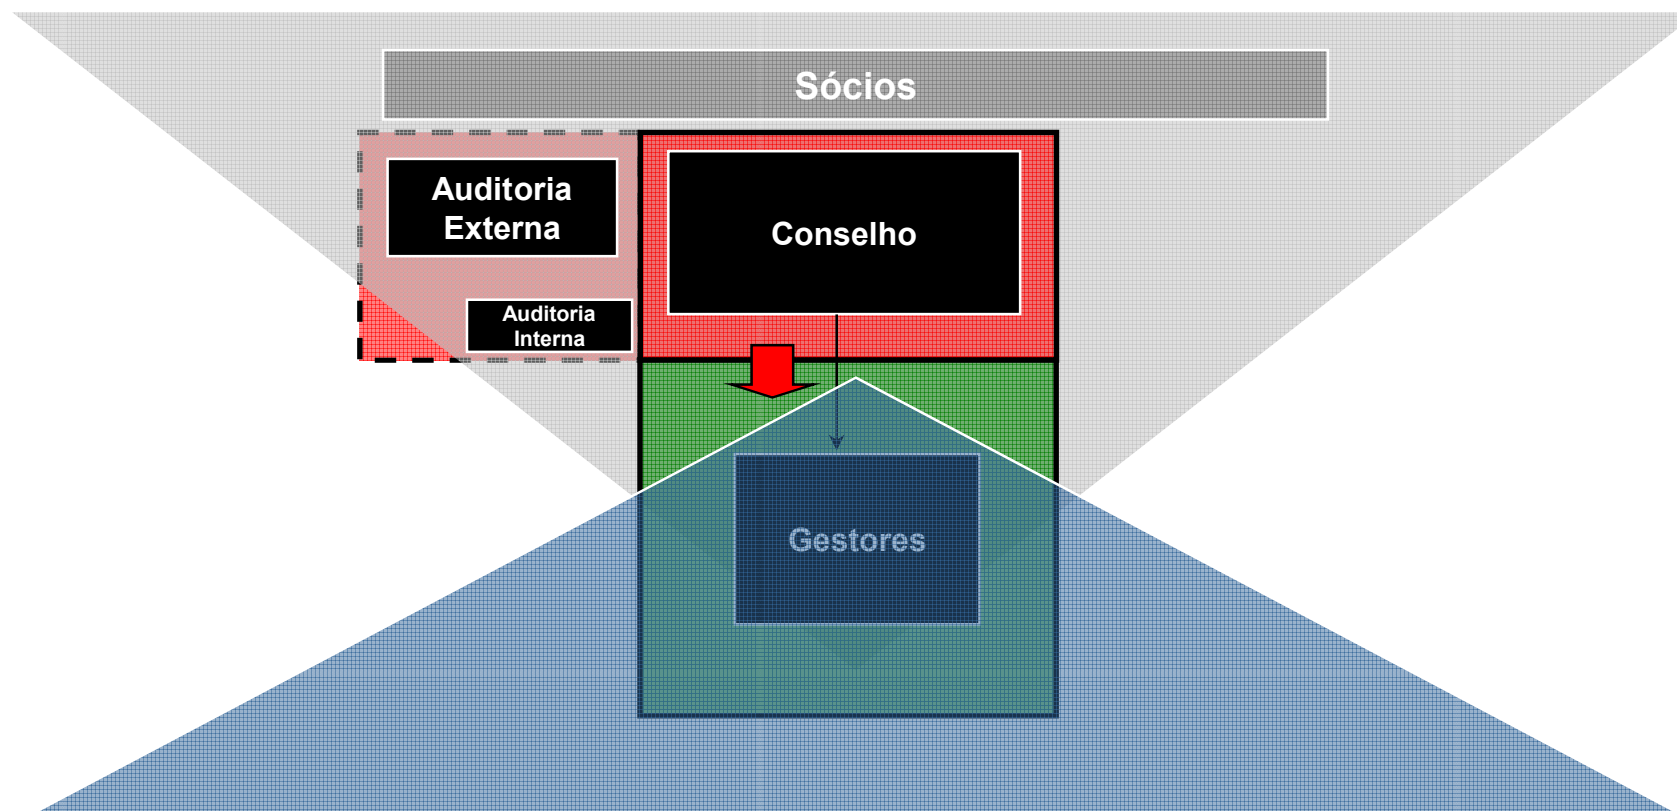 Sócios
Auditoria
Externa
Conselho
Auditoria
Interna
Gestores